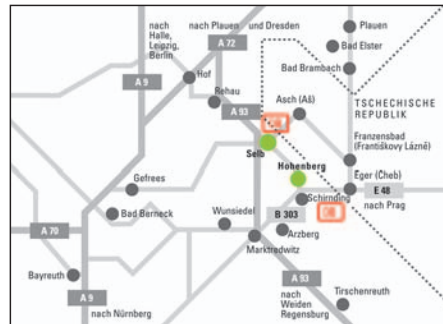 nach
Halle,
Leipzig,
Berlin
nach Plauen und Dresden
A 72
A 9
Hof
Rehau
A 93
Plauen
Bad Elster
Bad Brambach
Asch (Aš)
TSCHECHISCHE
REPUBLIK
Selb
Franzensbad
(Františkovy Lázně)
Hohenberg
Eger (Cheb)
E 48
nach Prag
Schirnding
Gefrees
Bad Berneck
Wunsiedel
B 303
Arzberg
A 70
Marktredwitz
Bayreuth
A 9
nach Nürnberg
A 93
nach
Weiden
Regensburg
Tirschenreuth